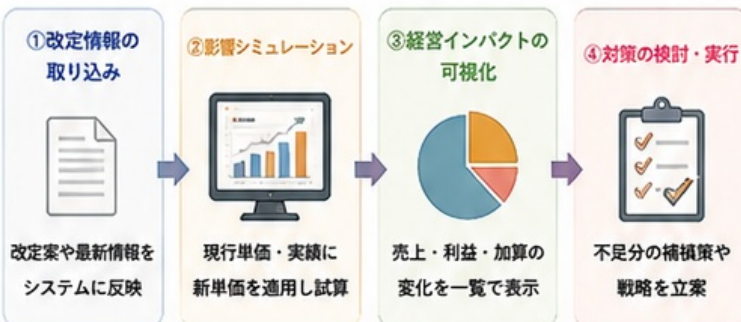 ①改定情報の
取り込み
改定案や最新情報を
システムに反映
②影響シミュレーション
現行単価・実績に
新単価を適用し試算
③経営インパクトの
可視化
売上・利益・加算の
変化を一覧で表示
④対策の検討・実行
不足分の補填策や
戦略を立案